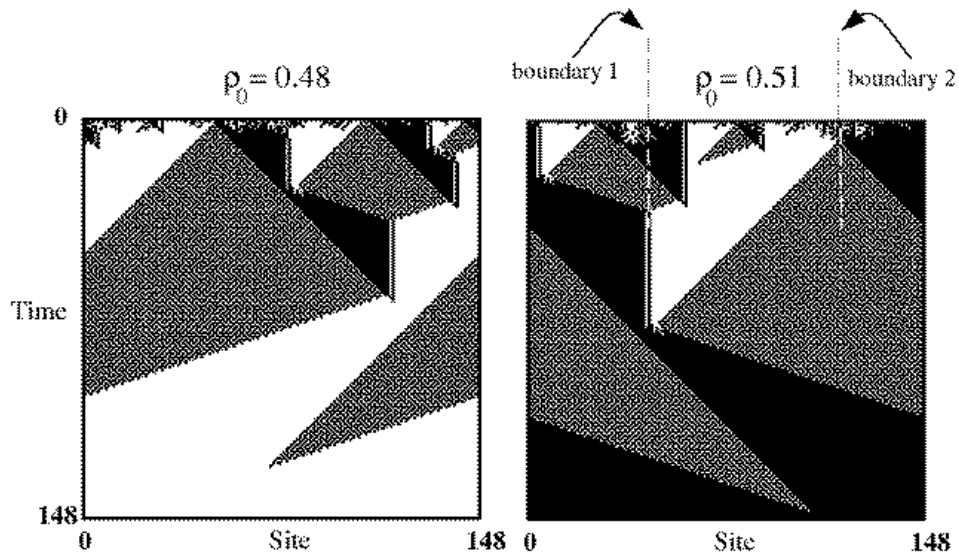 boundary 1
boundary 2
ρ0 = 0.48
ρ0 = 0.51
0
Time
148
0 Site 148
0 Site 148